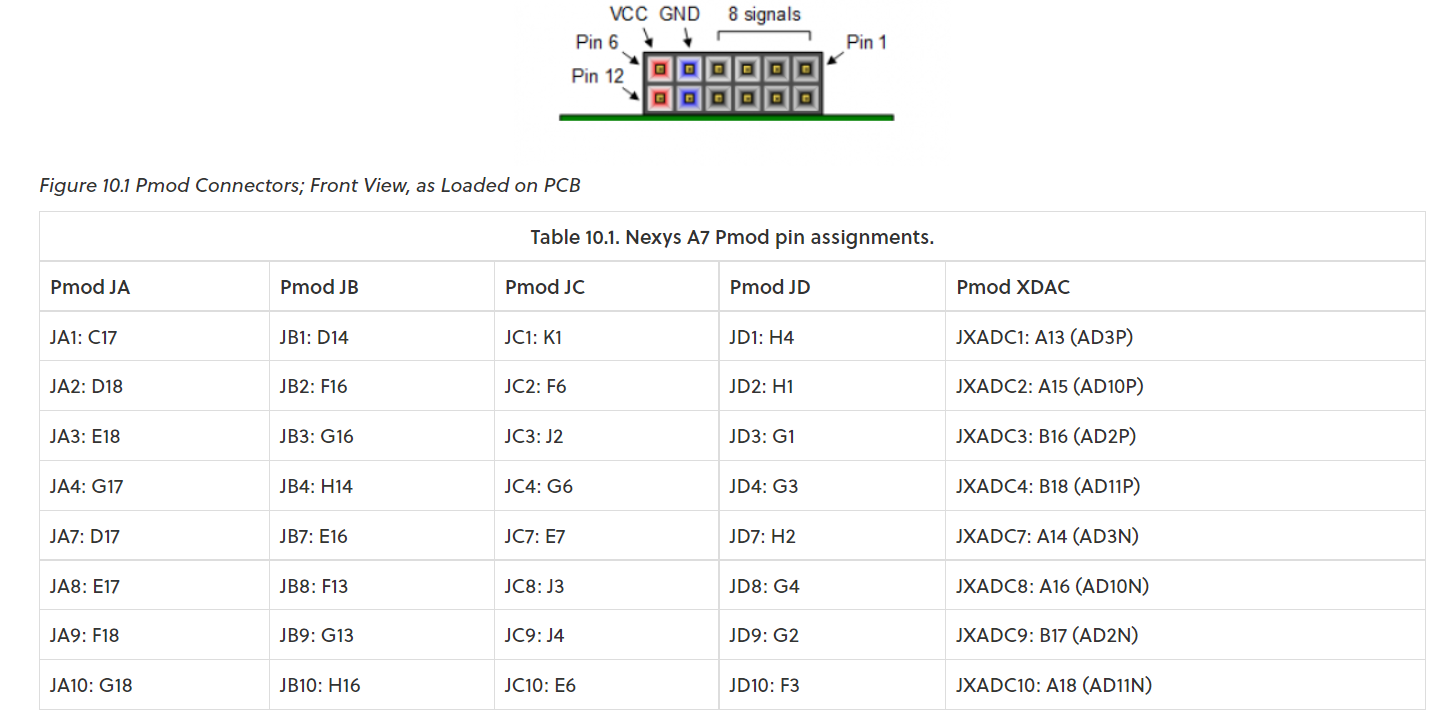 VCC GND 8 signals
Pin 6 Pin 1
Pin 12
Figure 10.1 Pmod Connectors; Front View, as Loaded on PCB
Table 10.1. Nexys A7 Pmod pin assignments.
Pmod JA Pmod JB Pmod JC Pmod JD Pmod XDAC
JA1: C17 JB1: D14 JC1: K1 JD1: H4 JXADC1: A13 (AD3P)
JA2: D18 JB2: F16 JC2: F6 JD2: H1 JXADC2: A15 (AD10P)
JA3: E18 JB3: G16 JC3: J2 JD3: G1 JXADC3: B16 (AD2P)
JA4: G17 JB4: H14 JC4: G6 JD4: G3 JXADC4: B18 (AD11P)
JA7: D17 JB7: E16 JC7: E7 JD7: H2 JXADC7: A14 (AD3N)
JA8: E17 JB8: F13 JC8: J3 JD8: G4 JXADC8: A16 (AD10N)
JA9: F18 JB9: G13 JC9: J4 JD9: G2 JXADC9: B17 (AD2N)
JA10: G18 JB10: H16 JC10: E6 JD10: F3 JXADC10: A18 (AD11N)